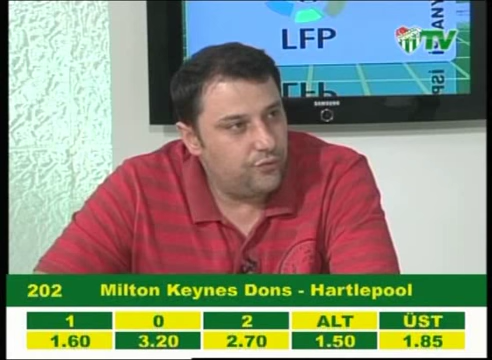 LFP
TV
SAMSUNG
202 Milton Keynes Dons - Hartlepool
1 0 2 ALT ÜST
1.60 3.20 2.70 1.50 1.85